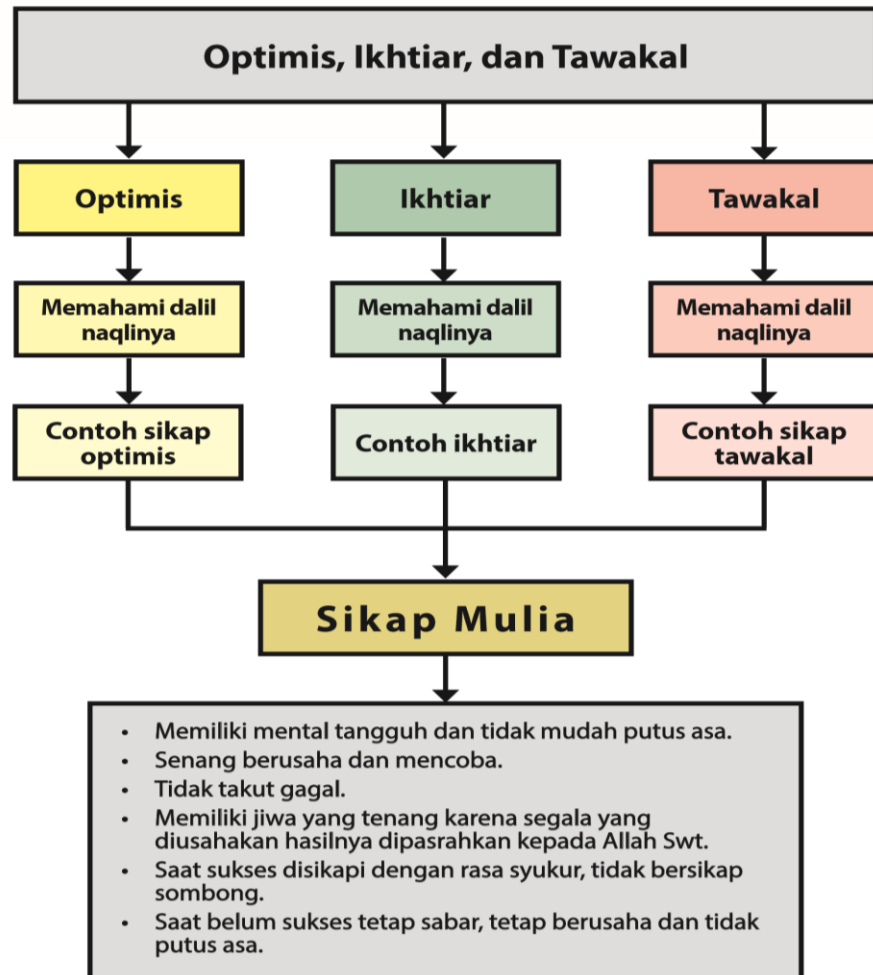 Optimis, Ikhtiar, dan Tawakal
Optimis
Ikhtiar
Tawakal
Memahami dalil
naqlinya
Memahami dalil
naqlinya
Memahami dalil
naqlinya
Contoh sikap
optimis
Contoh ikhtiar
Contoh sikap
tawakal
Sikap Mulia
• Memiliki mental tangguh dan tidak mudah putus asa.
• Senang berusaha dan mencoba.
• Tidak takut gagal.
• Memiliki jiwa yang tenang karena segala yang
diusahakan hasilnya dipasrahkan kepada Allah Swt.
• Saat sukses disikapi dengan rasa syukur, tidak bersikap
sombong.
• Saat belum sukses tetap sabar, tetap berusaha dan tidak
putus asa.